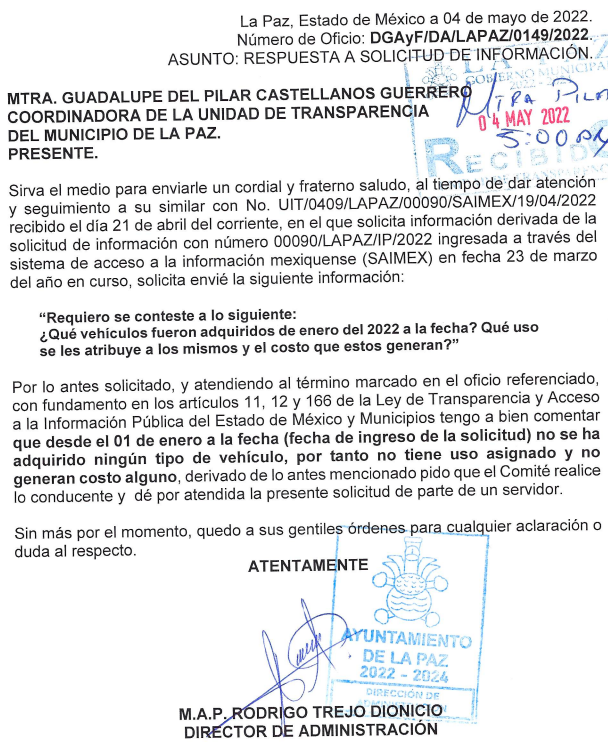 La Paz, Estado de México a 04 de mayo de 2022.
Número de Oficio: DGAyF/DA/LAPAZ/0149/2022.
ASUNTO: RESPUESTA A SOLICITUD DE INFORMACIÓN.
LA PAZ
GOBIERNO MUNICIPAL
MTRA. GUADALUPE DEL PILAR CASTELLANOS GUERRERO
COORDINADORA DE LA UNIDAD DE TRANSPARENCIA
DEL MUNICIPIO DE LA PAZ.
PRESENTE.
MTRA PILAR
04 MAY 2022
5:00 PM
RECIBIDO
DE TRANSPARENCIA
Sirva el medio para enviarle un cordial y fraterno saludo, al tiempo de dar atención
y seguimiento a su similar con No. UIT/0409/LAPAZ/00090/SAIMEX/19/04/2022
recibido el día 21 de abril del corriente, en el que solicita información derivada de la
solicitud de información con número 00090/LAPAZ/IP/2022 ingresada a través del
sistema de acceso a la información mexiquense (SAIMEX) en fecha 23 de marzo
del año en curso, solicita envié la siguiente información:
“Requiero se conteste a lo siguiente:
¿Qué vehículos fueron adquiridos de enero del 2022 a la fecha? Qué uso
se les atribuye a los mismos y el costo que estos generan?”
Por lo antes solicitado, y atendiendo al término marcado en el oficio referenciado,
con fundamento en los artículos 11, 12 y 166 de la Ley de Transparencia y Acceso
a la Información Pública del Estado de México y Municipios tengo a bien comentar
que desde el 01 de enero a la fecha (fecha de ingreso de la solicitud) no se ha
adquirido ningún tipo de vehículo, por tanto no tiene uso asignado y no
generan costo alguno, derivado de lo antes mencionado pido que el Comité realice
lo conducente y dé por atendida la presente solicitud de parte de un servidor.
Sin más por el momento, quedo a sus gentiles órdenes para cualquier aclaración o
duda al respecto.
ATENTAMENTE
AYUNTAMIENTO
DE LA PAZ
2022 - 2024
DIRECCIÓN DE
ADMINISTRACIÓN
M.A.P. RODRIGO TREJO DIONICIO
DIRECTOR DE ADMINISTRACIÓN